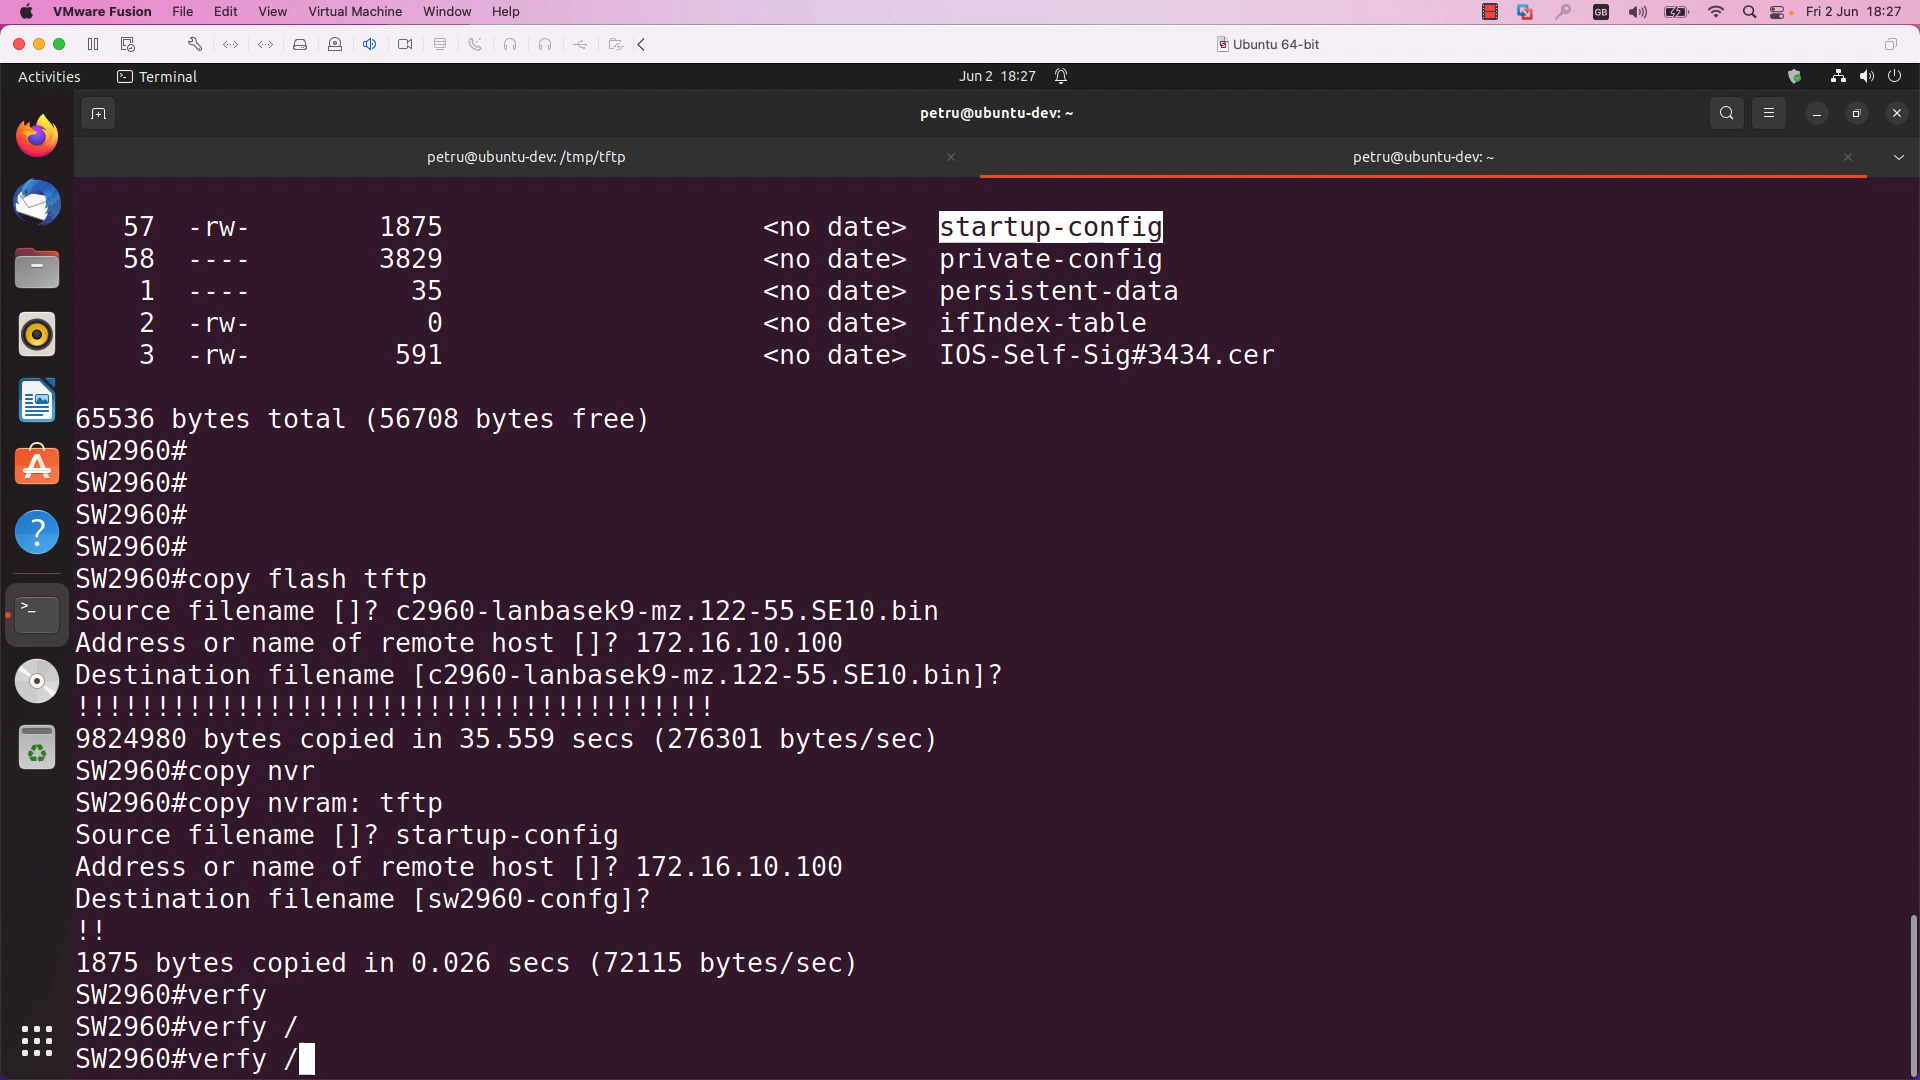 VMware Fusion File Edit View Virtual Machine Window Help GB Fri 2 Jun 18:27
Ubuntu 64-bit
Activities Terminal Jun 2 18:27
petru@ubuntu-dev: ~
petru@ubuntu-dev: /tmp/tftp petru@ubuntu-dev: ~
57 -rw- 1875 <no date> startup-config
58 ---- 3829 <no date> private-config
1 ---- 35 <no date> persistent-data
2 -rw- 0 <no date> ifIndex-table
3 -rw- 591 <no date> IOS-Self-Sig#3434.cer
65536 bytes total (56708 bytes free)
SW2960#
SW2960#
SW2960#
SW2960#
SW2960#copy flash tftp
Source filename []? c2960-lanbasek9-mz.122-55.SE10.bin
Address or name of remote host []? 172.16.10.100
Destination filename [c2960-lanbasek9-mz.122-55.SE10.bin]?
!!!!!!!!!!!!!!!!!!!!!!!!!!!!!!!!!!!!!!!!
9824980 bytes copied in 35.559 secs (276301 bytes/sec)
SW2960#copy nvr
SW2960#copy nvram: tftp
Source filename []? startup-config
Address or name of remote host []? 172.16.10.100
Destination filename [sw2960-confg]?
!!
1875 bytes copied in 0.026 secs (72115 bytes/sec)
SW2960#verfy
SW2960#verfy /
SW2960#verfy /